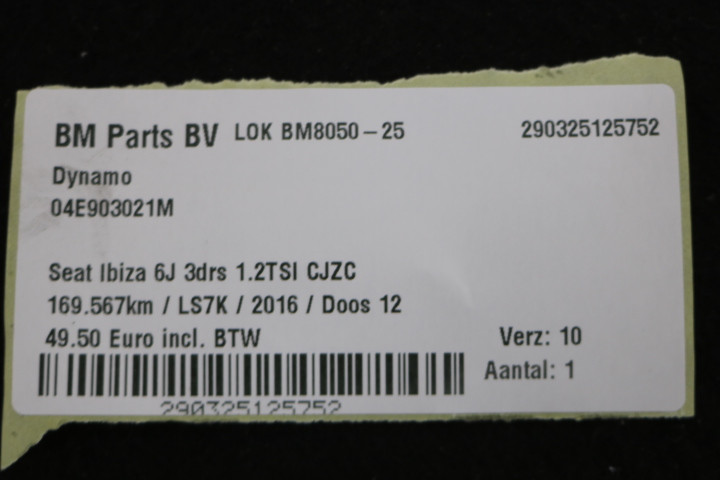 BM Parts BV LOK BM8050-25 290325125752
Dynamo
04E903021M
Seat Ibiza 6J 3drs 1.2TSI CJZC
169.567km / LS7K / 2016 / Doos 12
49.50 Euro incl. BTW Verz: 10
Aantal: 1
290325125752